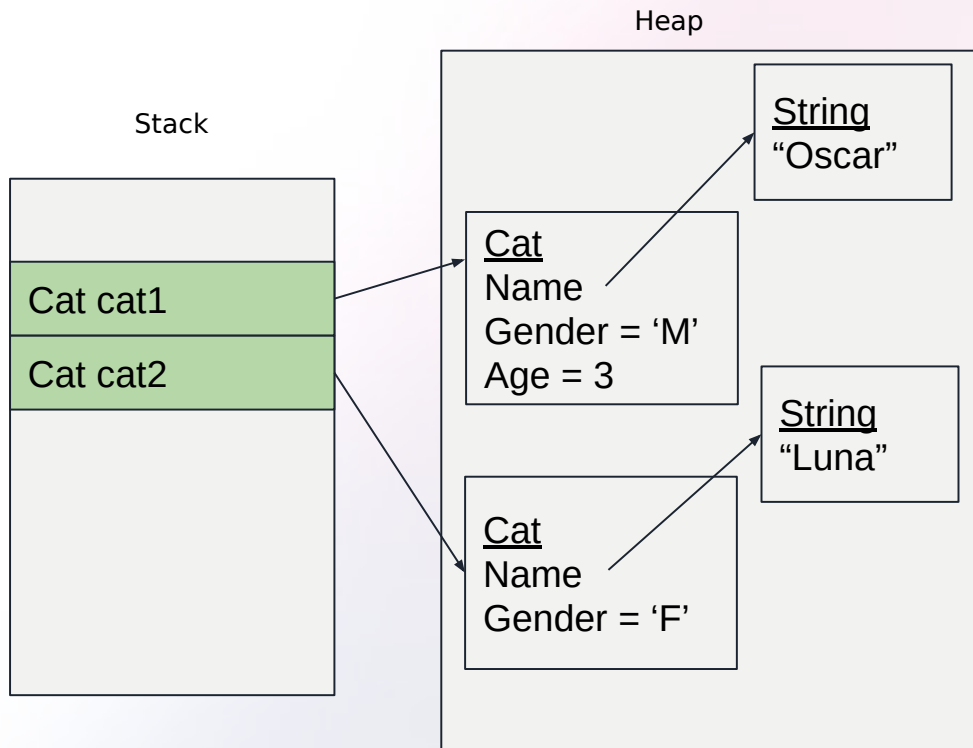 Heap
Stack
String
“Oscar”
Cat
Name
Gender = ‘M’
Age = 3
Cat cat1
Cat cat2
String
“Luna”
Cat
Name
Gender = ‘F’